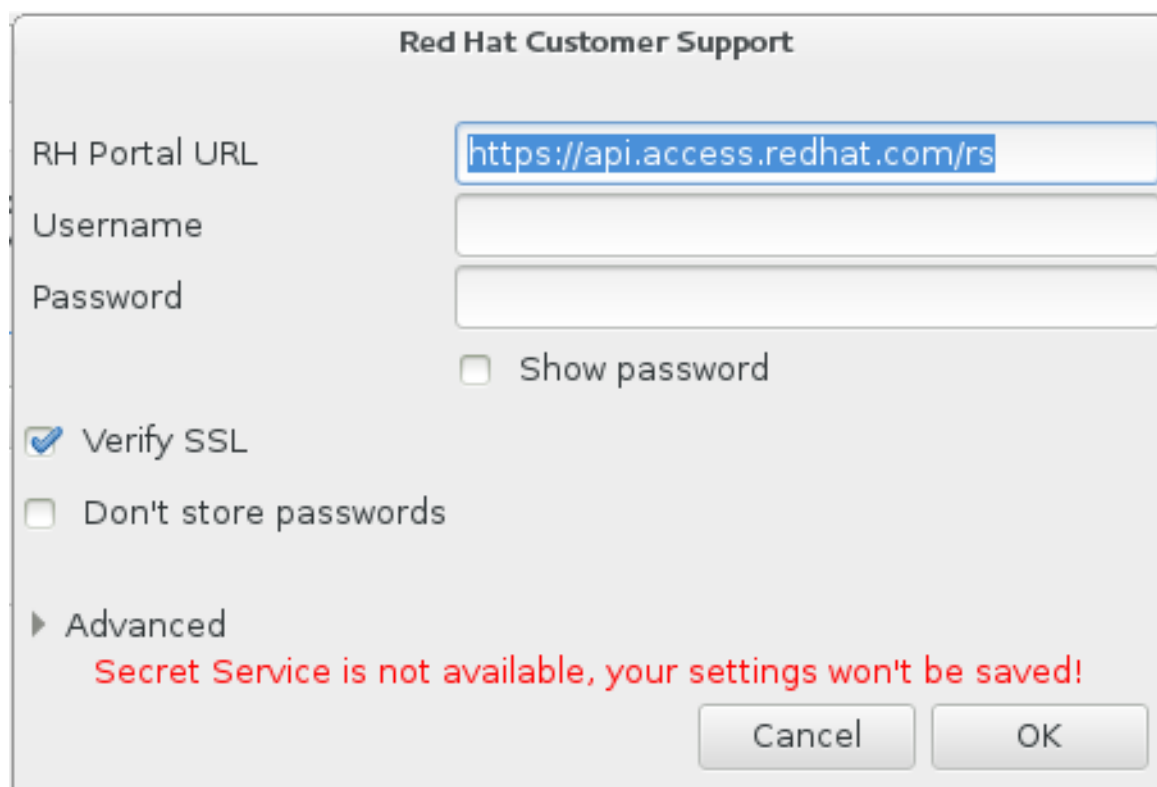 Red Hat Customer Support
RH Portal URL https://api.access.redhat.com/rs
Username
Password
Show password
Verify SSL
Don't store passwords
Advanced
Secret Service is not available, your settings won't be saved!
Cancel OK